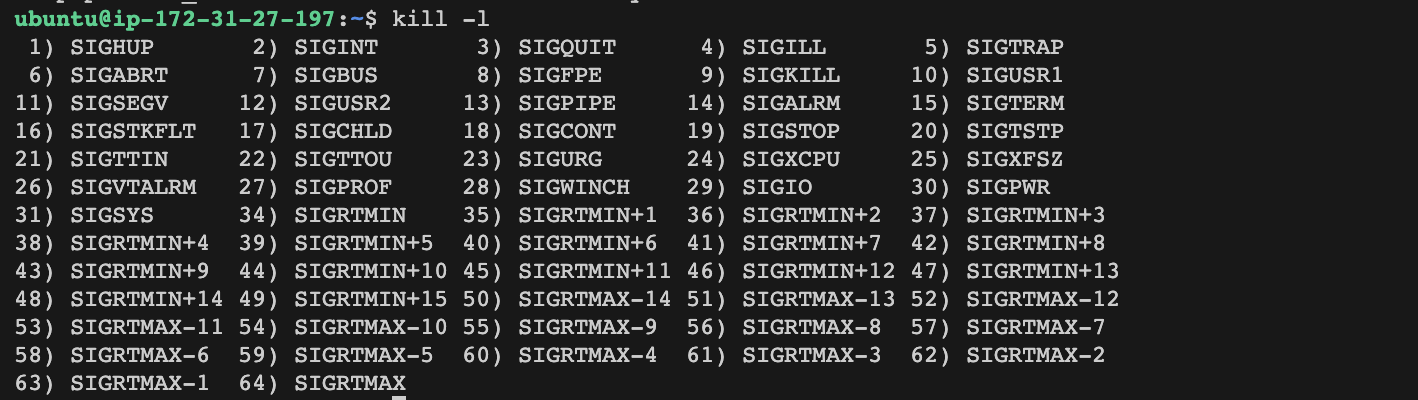 ubuntu@ip-172-31-27-197:~$ kill -l
 1) SIGHUP       2) SIGINT       3) SIGQUIT      4) SIGILL       5) SIGTRAP
 6) SIGABRT      7) SIGBUS       8) SIGFPE       9) SIGKILL     10) SIGUSR1
11) SIGSEGV     12) SIGUSR2     13) SIGPIPE     14) SIGALRM     15) SIGTERM
16) SIGSTKFLT   17) SIGCHLD     18) SIGCONT     19) SIGSTOP     20) SIGTSTP
21) SIGTTIN     22) SIGTTOU     23) SIGURG      24) SIGXCPU     25) SIGXFSZ
26) SIGVTALRM   27) SIGPROF     28) SIGWINCH    29) SIGIO       30) SIGPWR
31) SIGSYS      34) SIGRTMIN    35) SIGRTMIN+1  36) SIGRTMIN+2  37) SIGRTMIN+3
38) SIGRTMIN+4  39) SIGRTMIN+5  40) SIGRTMIN+6  41) SIGRTMIN+7  42) SIGRTMIN+8
43) SIGRTMIN+9  44) SIGRTMIN+10 45) SIGRTMIN+11 46) SIGRTMIN+12 47) SIGRTMIN+13
48) SIGRTMIN+14 49) SIGRTMIN+15 50) SIGRTMAX-14 51) SIGRTMAX-13 52) SIGRTMAX-12
53) SIGRTMAX-11 54) SIGRTMAX-10 55) SIGRTMAX-9  56) SIGRTMAX-8  57) SIGRTMAX-7
58) SIGRTMAX-6  59) SIGRTMAX-5  60) SIGRTMAX-4  61) SIGRTMAX-3  62) SIGRTMAX-2
63) SIGRTMAX-1  64) SIGRTMAX